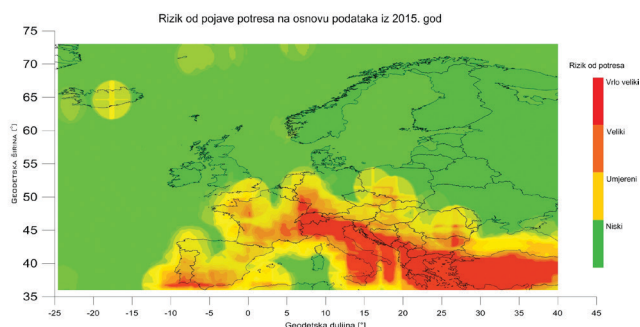 Rizik od pojave potresa na osnovu podataka iz 2015. god
75
70
65
60
55
50
45
40
35
GEODETSKA ŠIRINA [°]
-25 -20 -15 -10 -5 0 5 10 15 20 25 30 35 40 45
Geodetska duljina [°]
Rizik od potresa
Vrlo veliki
Veliki
Umjereni
Niski